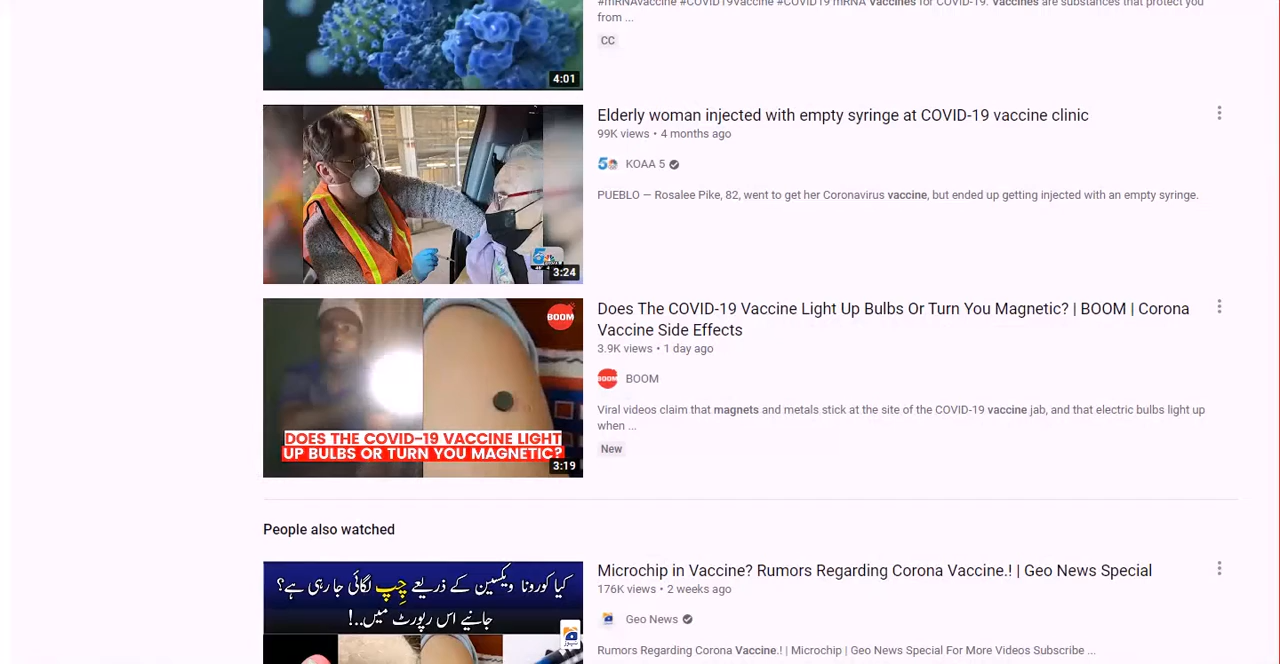 #mRNAvaccine #COVID19vaccine #COVID19 mRNA Vaccines for COVID-19. Vaccines are substances that protect you
from ...
CC
4:01
Elderly woman injected with empty syringe at COVID-19 vaccine clinic
99K views • 4 months ago
KOAA 5
PUEBLO — Rosalee Pike, 82, went to get her Coronavirus vaccine, but ended up getting injected with an empty syringe.
5
3:24
Does The COVID-19 Vaccine Light Up Bulbs Or Turn You Magnetic? | BOOM | Corona
Vaccine Side Effects
3.9K views • 1 day ago
BOOM
BOOM
Viral videos claim that magnets and metals stick at the site of the COVID-19 vaccine jab, and that electric bulbs light up
when ...
New
BOOM
DOES THE COVID-19 VACCINE LIGHT
UP BULBS OR TURN YOU MAGNETIC?
3:19
People also watched
Microchip in Vaccine? Rumors Regarding Corona Vaccine.! | Geo News Special
176K views • 2 weeks ago
Geo News
Rumors Regarding Corona Vaccine.! | Microchip | Geo News Special For More Videos Subscribe ...
کیا کورونا ویکسین کے ذریعے چِپ لگائی جا رہی ہے؟
جانیے اس رپورٹ میں..!